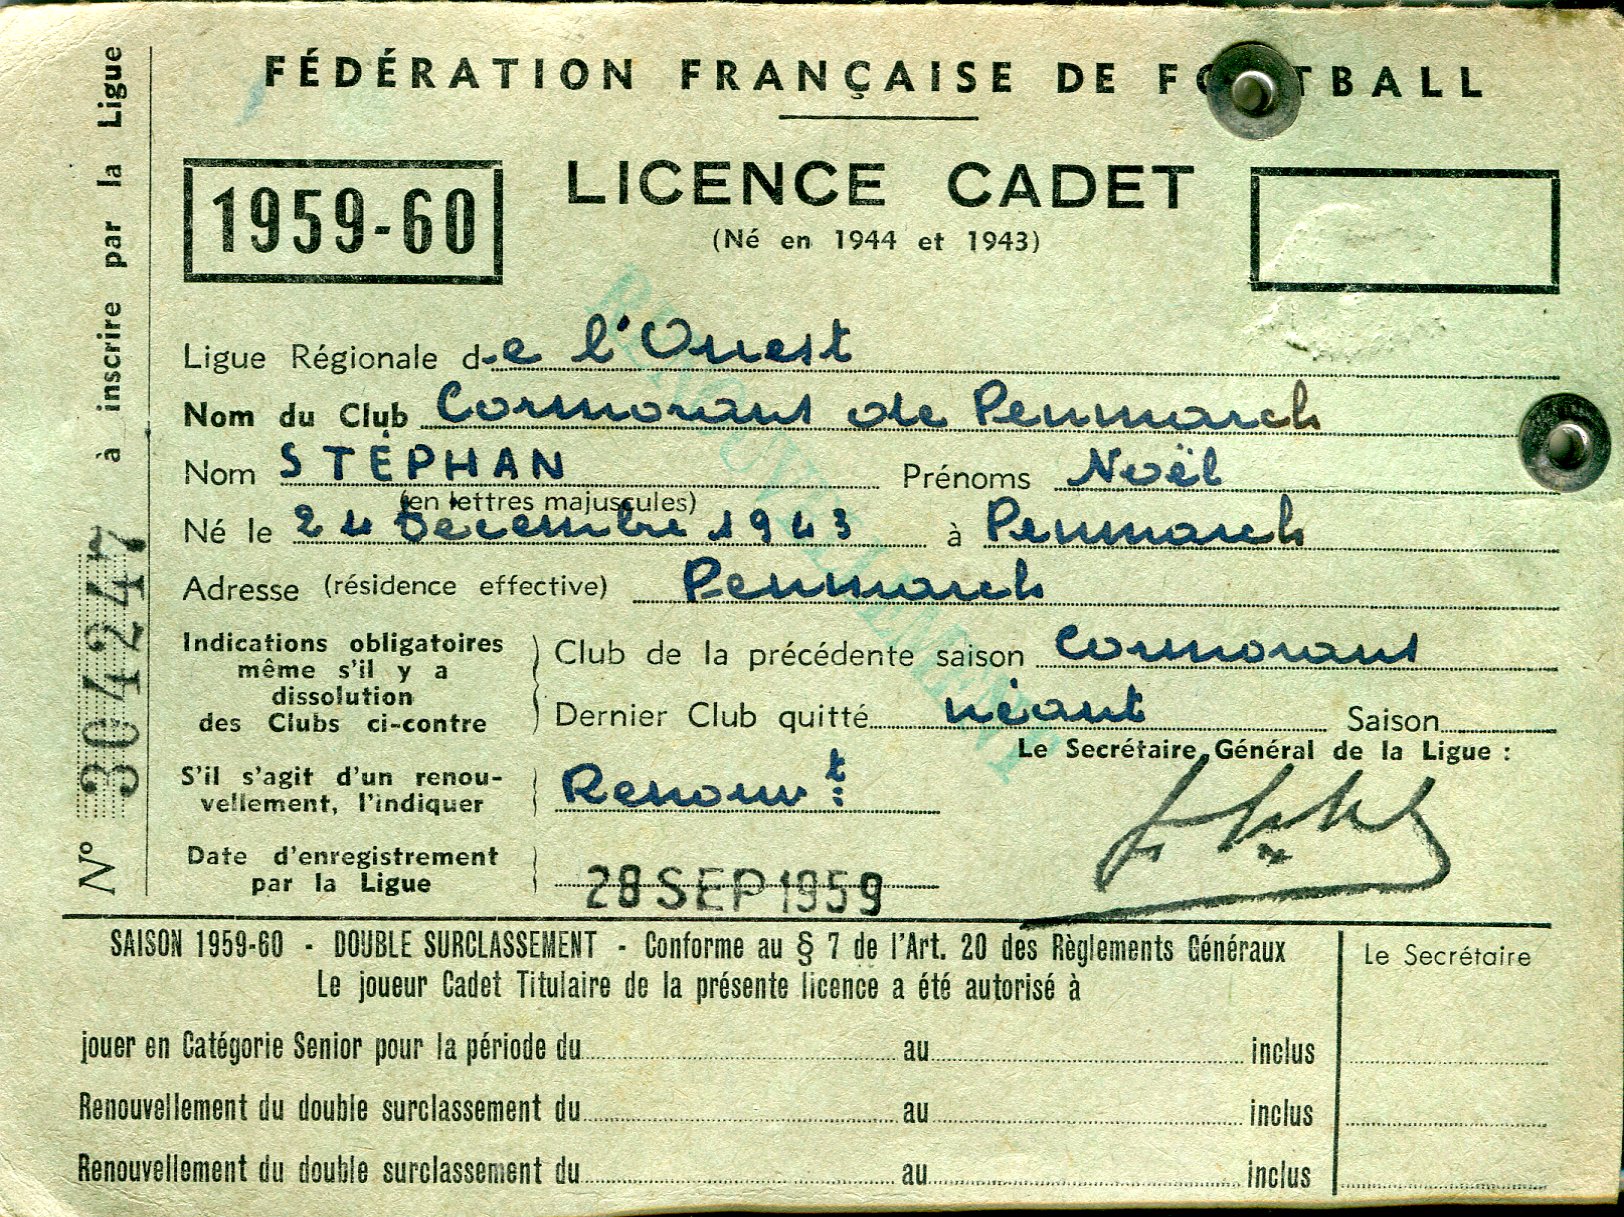 FÉDÉRATION FRANÇAISE DE FOOTBALL
1959-60
LICENCE CADET
(Né en 1944 et 1943)
RENOUVELLEMENT
Ligue Régionale d-e l'Ouest
Nom du Club Cormorans de Penmarch
Nom STÉPHAN Prénoms Noël
(en lettres majuscules)
Né le 24 Décembre 1943 à Penmarch
Adresse (résidence effective) Penmarch
Indications obligatoires
même s'il y a
dissolution
des Clubs ci-contre
Club de la précédente saison Cormorans
Dernier Club quitté néant Saison
Le Secrétaire Général de la Ligue :
S'il s'agit d'un renou-
vellement, l'indiquer
Renouv.t
Date d'enregistrement
par la Ligue
28 SEP 1959
N° 304247 à inscrire par la Ligue
SAISON 1959-60 - DOUBLE SURCLASSEMENT - Conforme au § 7 de l'Art. 20 des Règlements Généraux
Le joueur Cadet Titulaire de la présente licence a été autorisé à
Le Secrétaire
jouer en Catégorie Senior pour la période du au inclus
Renouvellement du double surclassement du au inclus
Renouvellement du double surclassement du au inclus